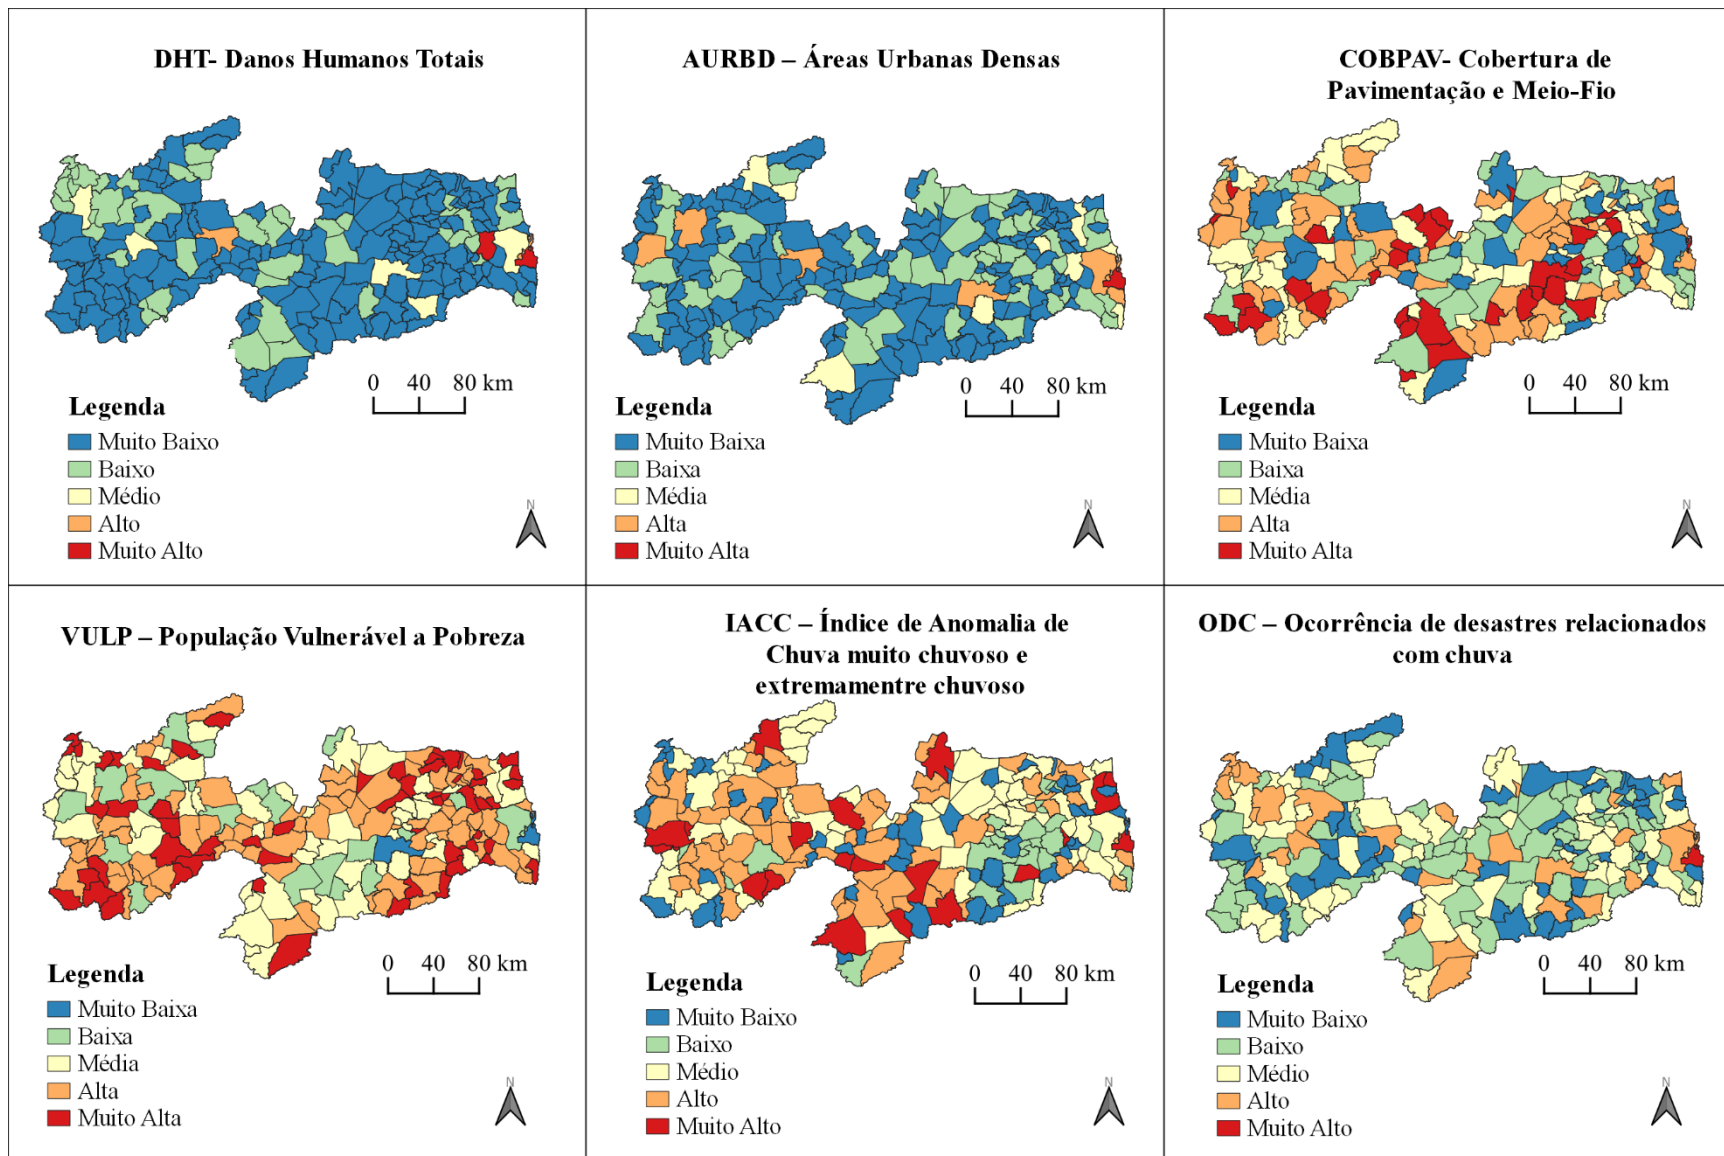 DHT- Danos Humanos Totais
0 40 80 km
Legenda
Muito Baixo
Baixo
Médio
Alto
Muito Alto
N
AURBD – Áreas Urbanas Densas
0 40 80 km
Legenda
Muito Baixa
Baixa
Média
Alta
Muito Alta
N
COBPAV- Cobertura de
Pavimentação e Meio-Fio
0 40 80 km
Legenda
Muito Baixa
Baixa
Média
Alta
Muito Alta
N
VULP – População Vulnerável a Pobreza
0 40 80 km
Legenda
Muito Baixa
Baixa
Média
Alta
Muito Alta
N
IACC – Índice de Anomalia de
Chuva muito chuvoso e
extremamentre chuvoso
0 40 80 km
Legenda
Muito Baixo
Baixo
Médio
Alto
Muito Alto
N
ODC – Ocorrência de desastres relacionados
com chuva
0 40 80 km
Legenda
Muito Baixo
Baixo
Médio
Alto
Muito Alto
N